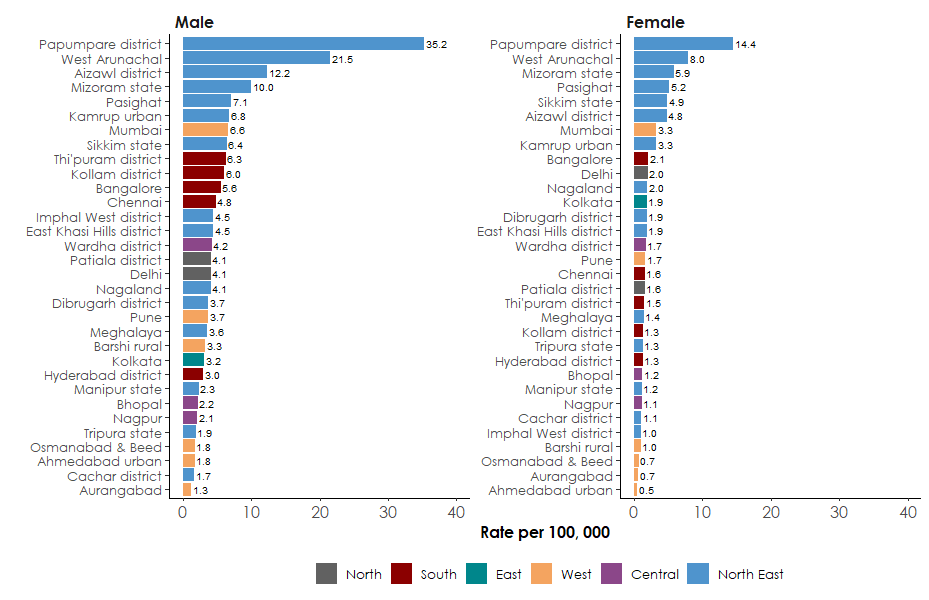 Male
Papumpare district 35.2
West Arunachal 21.5
Aizawl district 12.2
Mizoram state 10.0
Pasighat 7.1
Kamrup urban 6.8
Mumbai 6.6
Sikkim state 6.4
Thi'puram district 6.3
Kollam district 6.0
Bangalore 5.6
Chennai 4.8
Imphal West district 4.5
East Khasi Hills district 4.5
Wardha district 4.2
Patiala district 4.1
Delhi 4.1
Nagaland 4.1
Dibrugarh district 3.7
Pune 3.7
Meghalaya 3.6
Barshi rural 3.3
Kolkata 3.2
Hyderabad district 3.0
Manipur state 2.3
Bhopal 2.2
Nagpur 2.1
Tripura state 1.9
Osmanabad & Beed 1.8
Ahmedabad urban 1.8
Cachar district 1.7
Aurangabad 1.3
0 10 20 30 40
Female
Papumpare district 14.4
West Arunachal 8.0
Mizoram state 5.9
Pasighat 5.2
Sikkim state 4.9
Aizawl district 4.8
Mumbai 3.3
Kamrup urban 3.3
Bangalore 2.1
Delhi 2.0
Nagaland 2.0
Kolkata 1.9
Dibrugarh district 1.9
East Khasi Hills district 1.9
Wardha district 1.7
Pune 1.7
Chennai 1.6
Patiala district 1.6
Thi'puram district 1.5
Meghalaya 1.4
Kollam district 1.3
Tripura state 1.3
Hyderabad district 1.3
Bhopal 1.2
Manipur state 1.2
Nagpur 1.1
Cachar district 1.1
Imphal West district 1.0
Barshi rural 1.0
Osmanabad & Beed 0.7
Aurangabad 0.7
Ahmedabad urban 0.5
0 10 20 30 40
Rate per 100, 000
North South East West Central North East